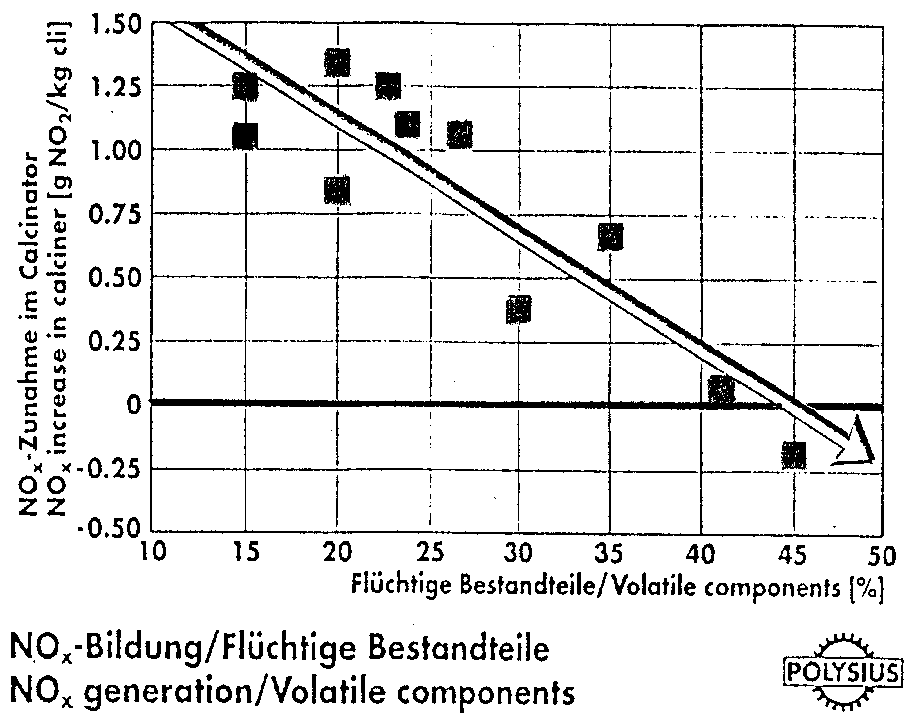 NOₓ-Zunahme im Calcinator
NOₓ increase in calciner [g NO₂/kg cli]
1.50
1.25
1.00
0.75
0.50
0.25
0
-0.25
-0.50
10 15 20 25 30 35 40 45 50
Flüchtige Bestandteile/Volatile components [%]
NOₓ-Bildung/Flüchtige Bestandteile
NOₓ generation/Volatile components
POLYSIUS